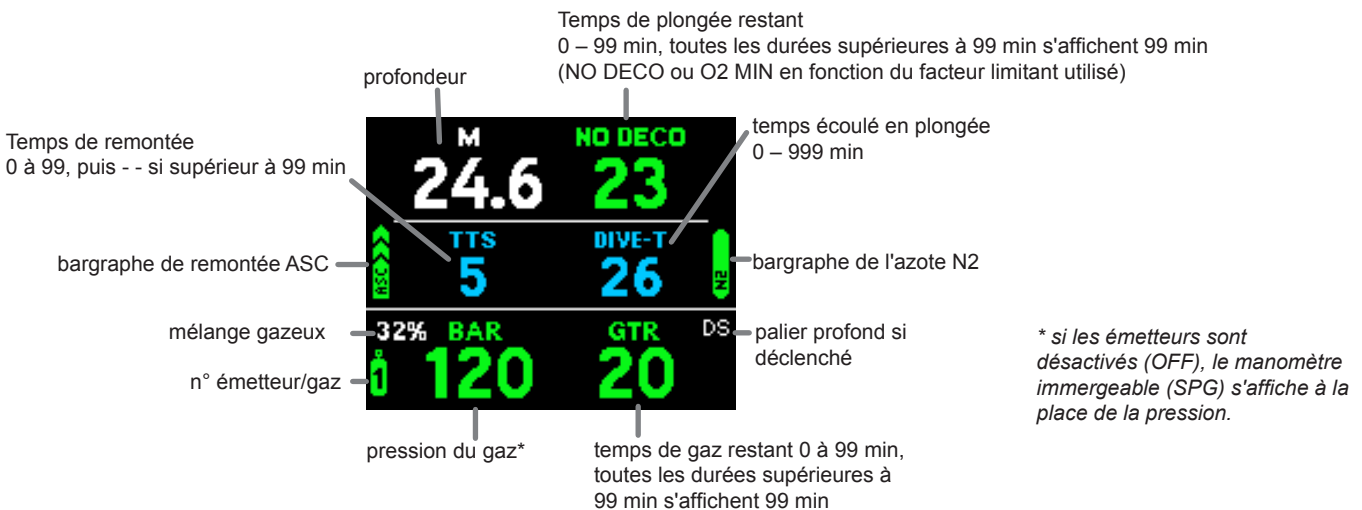 Temps de plongée restant
0 – 99 min, toutes les durées supérieures à 99 min s'affichent 99 min
(NO DECO ou O2 MIN en fonction du facteur limitant utilisé)
profondeur
temps écoulé en plongée
0 – 999 min
Temps de remontée
0 à 99, puis - - si supérieur à 99 min
M
NO DECO
24.6
23
TTS
DIVE-T
5
26
ASC
N2
bargraphe de remontée ASC
bargraphe de l'azote N2
mélange gazeux
32%
BAR
GTR
DS
palier profond si
déclenché
n° émetteur/gaz
1
120
20
* si les émetteurs sont
désactivés (OFF), le manomètre
immergeable (SPG) s'affiche à la
place de la pression.
pression du gaz*
temps de gaz restant 0 à 99 min,
toutes les durées supérieures à
99 min s'affichent 99 min